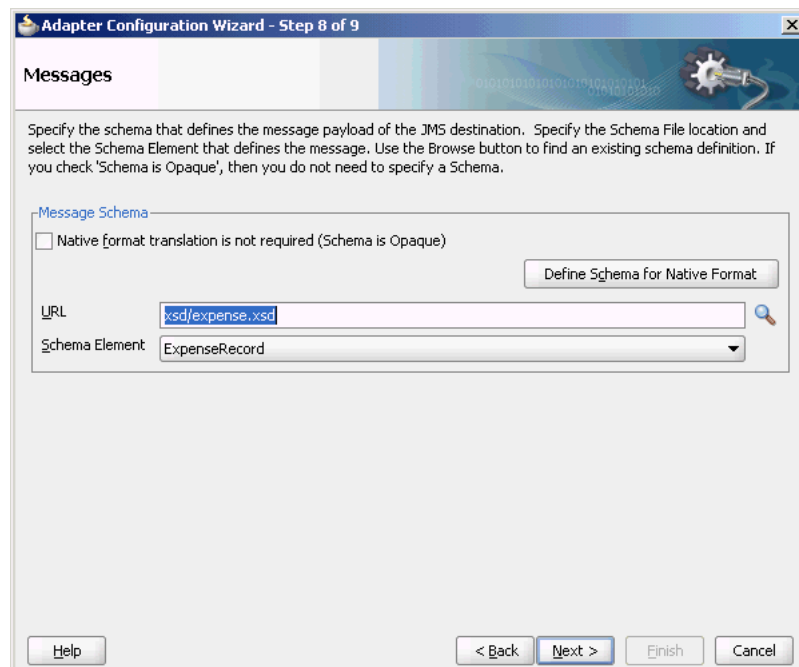 Adapter Configuration Wizard - Step 8 of 9
Messages
Specify the schema that defines the message payload of the JMS destination.  Specify the Schema File location and
select the Schema Element that defines the message. Use the Browse button to find an existing schema definition. If
you check 'Schema is Opaque', then you do not need to specify a Schema.
Message Schema
Native format translation is not required (Schema is Opaque)
Define Schema for Native Format
URL
xsd/expense.xsd
Schema Element
ExpenseRecord
Help
< Back
Next >
Finish
Cancel